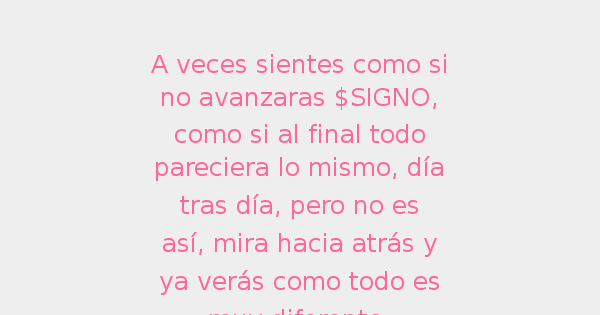 A veces sientes como si
no avanzaras $SIGNO,
como si al final todo
pareciera lo mismo, día
tras día, pero no es
así, mira hacia atrás y
ya verás como todo es
muy diferente